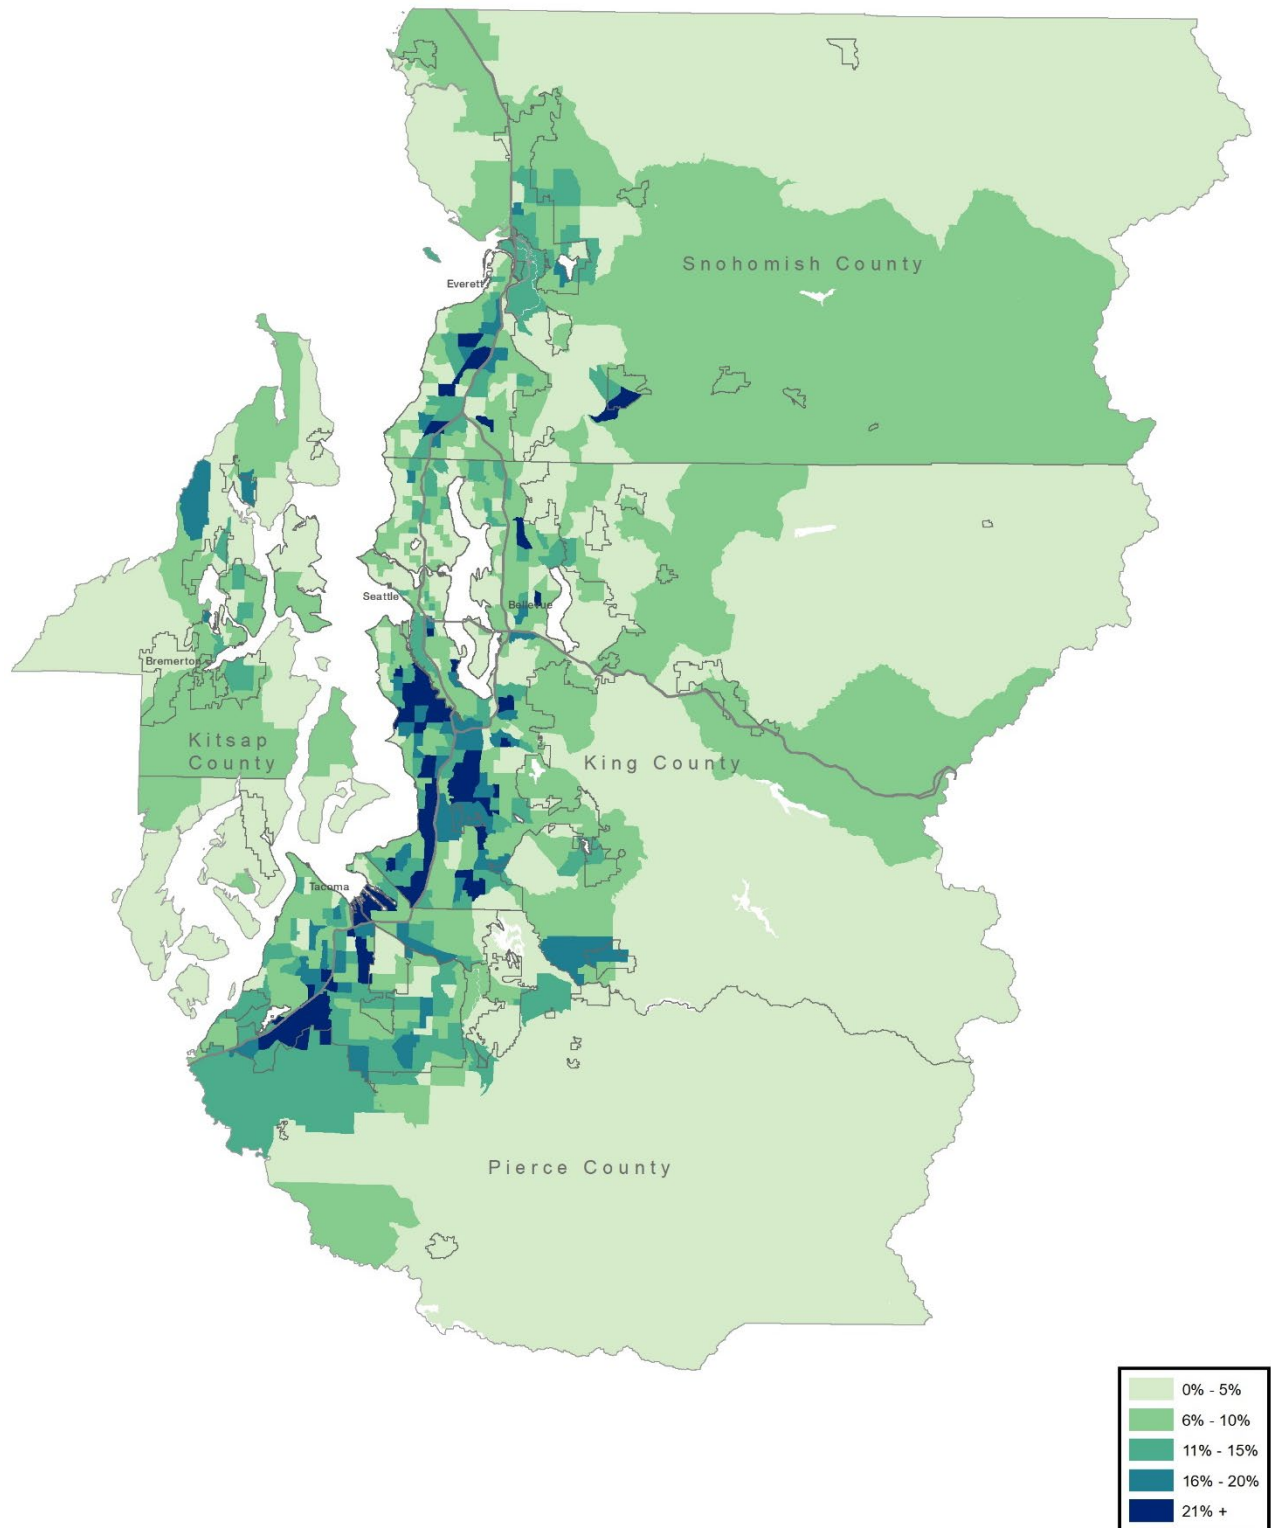 Snohomish County
Everett
Seattle
Bellevue
Bremerton
Kitsap
County
King County
Tacoma
Pierce County
0% - 5%
6% - 10%
11% - 15%
16% - 20%
21% +